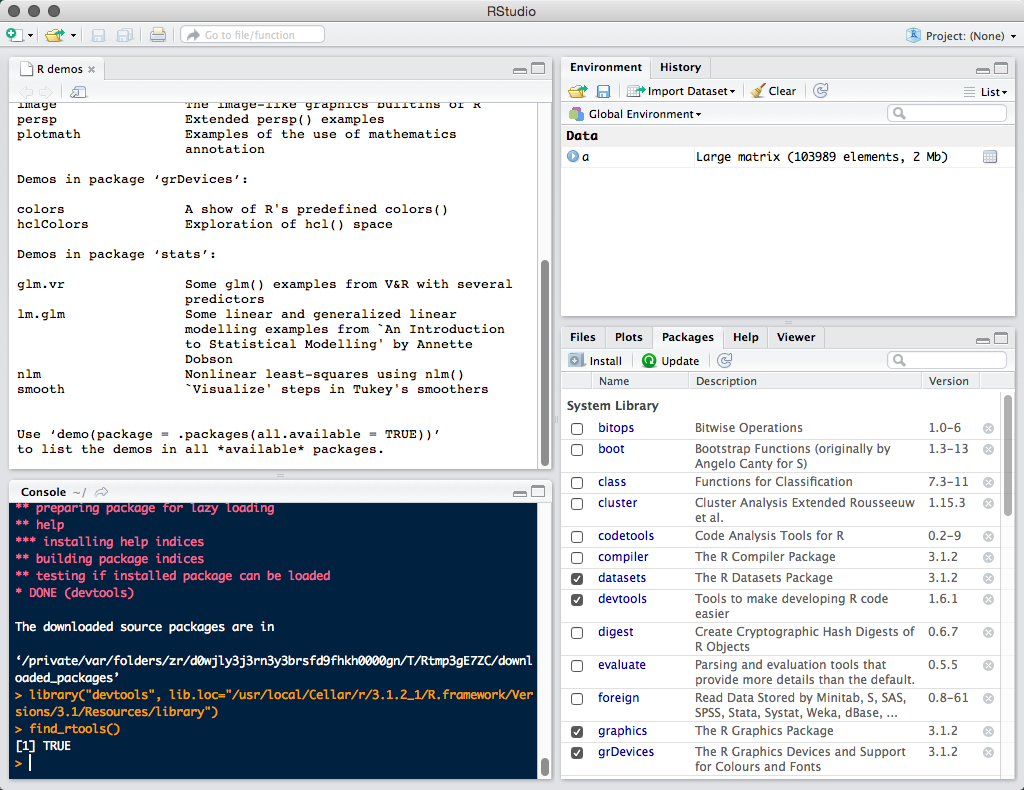 RStudio
Go to file/function
Project: (None)
R demos
image The image-like graphics builtins of R
persp Extended persp() examples
plotmath Examples of the use of mathematics
annotation
Demos in package ‘grDevices’:
colors A show of R's predefined colors()
hclColors Exploration of hcl() space
Demos in package ‘stats’:
glm.vr Some glm() examples from V&R with several
predictors
lm.glm Some linear and generalized linear
modelling examples from `An Introduction
to Statistical Modelling' by Annette
Dobson
nlm Nonlinear least-squares using nlm()
smooth `Visualize' steps in Tukey's smoothers
Use ‘demo(package = .packages(all.available = TRUE))’
to list the demos in all *available* packages.
Console ~/
** preparing package for lazy loading
** help
*** installing help indices
** building package indices
** testing if installed package can be loaded
* DONE (devtools)
The downloaded source packages are in
‘/private/var/folders/zr/d0wjly3j3rn3y3brsfd9fhkh0000gn/T/Rtmp3gE7ZC/downl
oaded_packages’
> library("devtools", lib.loc="/usr/local/Cellar/r/3.1.2_1/R.framework/Ver
sions/3.1/Resources/library")
> find_rtools()
[1] TRUE
>
Environment History
Import Dataset Clear List
Global Environment
Data
a Large matrix (103989 elements, 2 Mb)
Files Plots Packages Help Viewer
Install Update
Name Description Version
System Library
bitops Bitwise Operations 1.0-6
boot Bootstrap Functions (originally by 1.3-13
Angelo Canty for S)
class Functions for Classification 7.3-11
cluster Cluster Analysis Extended Rousseeuw 1.15.3
et al.
codetools Code Analysis Tools for R 0.2-9
compiler The R Compiler Package 3.1.2
datasets The R Datasets Package 3.1.2
devtools Tools to make developing R code 1.6.1
easier
digest Create Cryptographic Hash Digests of 0.6.7
R Objects
evaluate Parsing and evaluation tools that 0.5.5
provide more details than the default.
foreign Read Data Stored by Minitab, S, SAS, 0.8-61
SPSS, Stata, Systat, Weka, dBase, ...
graphics The R Graphics Package 3.1.2
grDevices The R Graphics Devices and Support 3.1.2
for Colours and Fonts